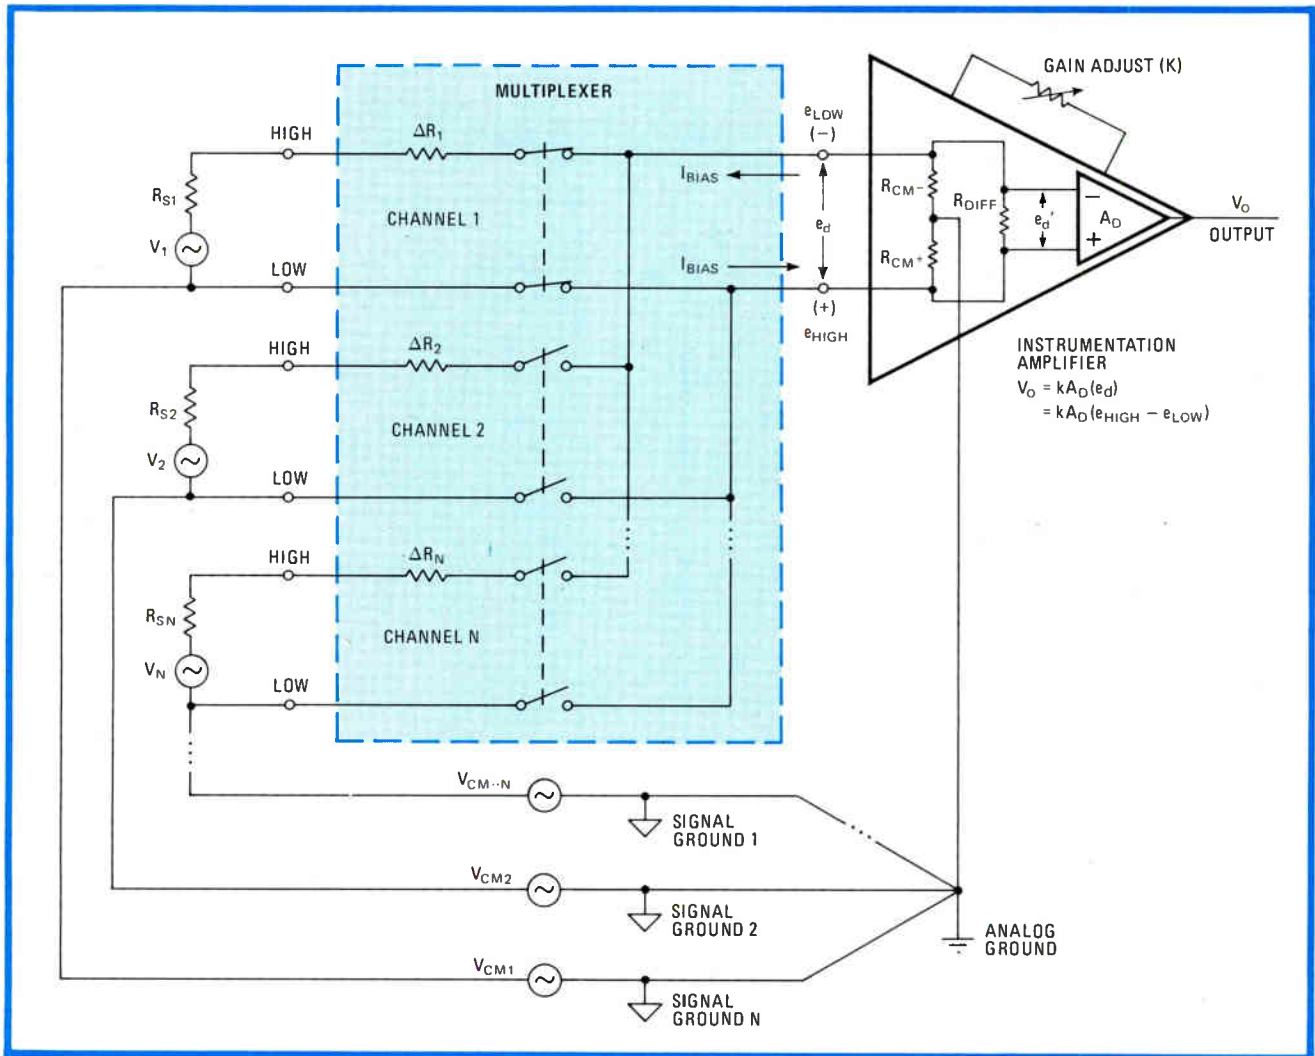 MULTIPLEXER
GAIN ADJUST (K)
HIGH
ΔR1
eLOW
(−)
RS1
IBIAS
RCM−
RDIFF
V1
CHANNEL 1
ed
ed'
−
AD
+
VO
OUTPUT
LOW
IBIAS
RCM+
(+)
eHIGH
HIGH
ΔR2
INSTRUMENTATION
AMPLIFIER
VO = kAD(ed)
= kAD(eHIGH − eLOW)
RS2
CHANNEL 2
V2
LOW
HIGH
ΔRN
RSN
CHANNEL N
VN
LOW
VCM··N
SIGNAL
GROUND 1
VCM2
SIGNAL
GROUND 2
ANALOG
GROUND
VCM1
SIGNAL
GROUND N